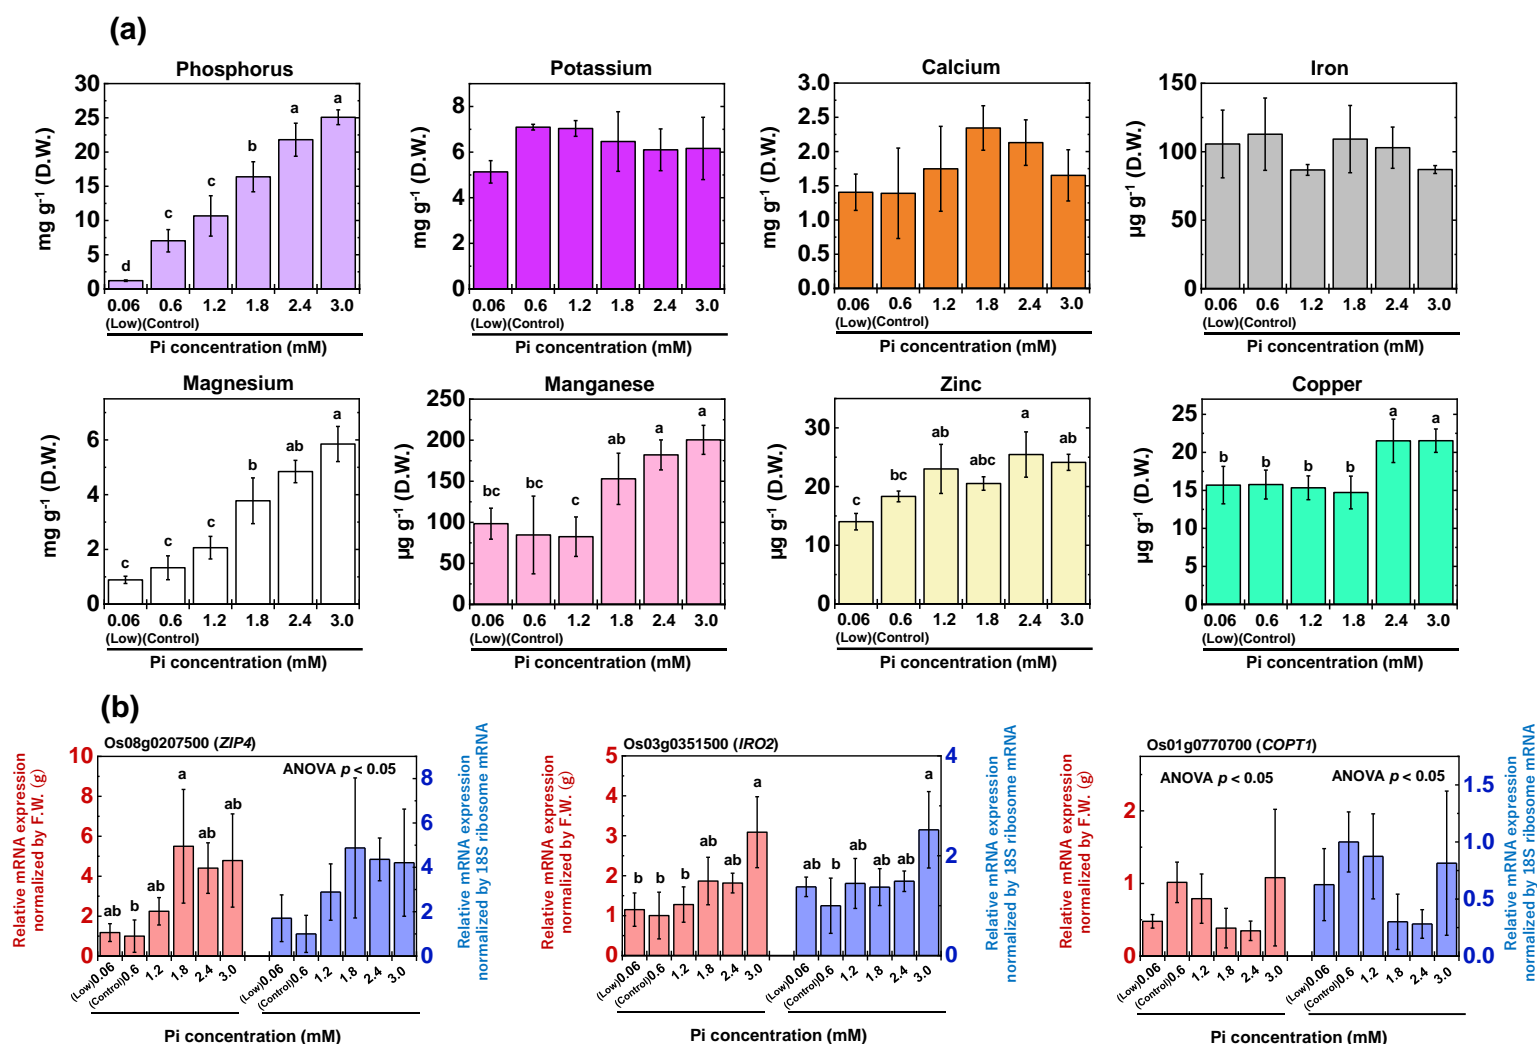 (a)
Phosphorus
mg g⁻¹ (D.W.)
30
25
20
15
10
5
0
d
c
c
b
a
a
0.06 0.6 1.2 1.8 2.4 3.0
(Low)(Control)
Pi concentration (mM)
Potassium
mg g⁻¹ (D.W.)
8
6
4
2
0
0.06 0.6 1.2 1.8 2.4 3.0
(Low)(Control)
Pi concentration (mM)
Calcium
mg g⁻¹ (D.W.)
3.0
2.5
2.0
1.5
1.0
0.5
0.0
0.06 0.6 1.2 1.8 2.4 3.0
(Low)(Control)
Pi concentration (mM)
Iron
µg g⁻¹ (D.W.)
150
100
50
0
0.06 0.6 1.2 1.8 2.4 3.0
(Low)(Control)
Pi concentration (mM)
Magnesium
mg g⁻¹ (D.W.)
6
4
2
0
c
c
c
b
ab
a
0.06 0.6 1.2 1.8 2.4 3.0
(Low)(Control)
Pi concentration (mM)
Manganese
µg g⁻¹ (D.W.)
250
200
150
100
50
0
bc
bc
c
ab
a
a
0.06 0.6 1.2 1.8 2.4 3.0
(Low)(Control)
Pi concentration (mM)
Zinc
µg g⁻¹ (D.W.)
30
20
10
0
c
bc
ab
abc
a
ab
0.06 0.6 1.2 1.8 2.4 3.0
(Low)(Control)
Pi concentration (mM)
Copper
µg g⁻¹ (D.W.)
25
20
15
10
5
0
b
b
b
b
a
a
0.06 0.6 1.2 1.8 2.4 3.0
(Low)(Control)
Pi concentration (mM)
(b)
Os08g0207500 (ZIP4)
Relative mRNA expression
normalized by F.W. (g)
10
8
6
4
2
0
ab
b
ab
a
ab
ab
ANOVA p < 0.05
8
6
4
2
0
Relative mRNA expression
normalized by 18S ribosome mRNA
(Low)0.06 (Control)0.6 1.2 1.8 2.4 3.0 (Low)0.06 (Control)0.6 1.2 1.8 2.4 3.0
Pi concentration (mM)
Os03g0351500 (IRO2)
Relative mRNA expression
normalized by F.W. (g)
5
4
3
2
1
0
b
b
b
ab
ab
a
ab
b
ab
ab
ab
a
4
2
0
Relative mRNA expression
normalized by 18S ribosome mRNA
(Low)0.06 (Control)0.6 1.2 1.8 2.4 3.0 (Low)0.06 (Control)0.6 1.2 1.8 2.4 3.0
Pi concentration (mM)
Os01g0770700 (COPT1)
Relative mRNA expression
normalized by F.W. (g)
2
1
0
ANOVA p < 0.05
ANOVA p < 0.05
1.5
1.0
0.5
0.0
Relative mRNA expression
normalized by 18S ribosome mRNA
(Low)0.06 (Control)0.6 1.2 1.8 2.4 3.0 (Low)0.06 (Control)0.6 1.2 1.8 2.4 3.0
Pi concentration (mM)